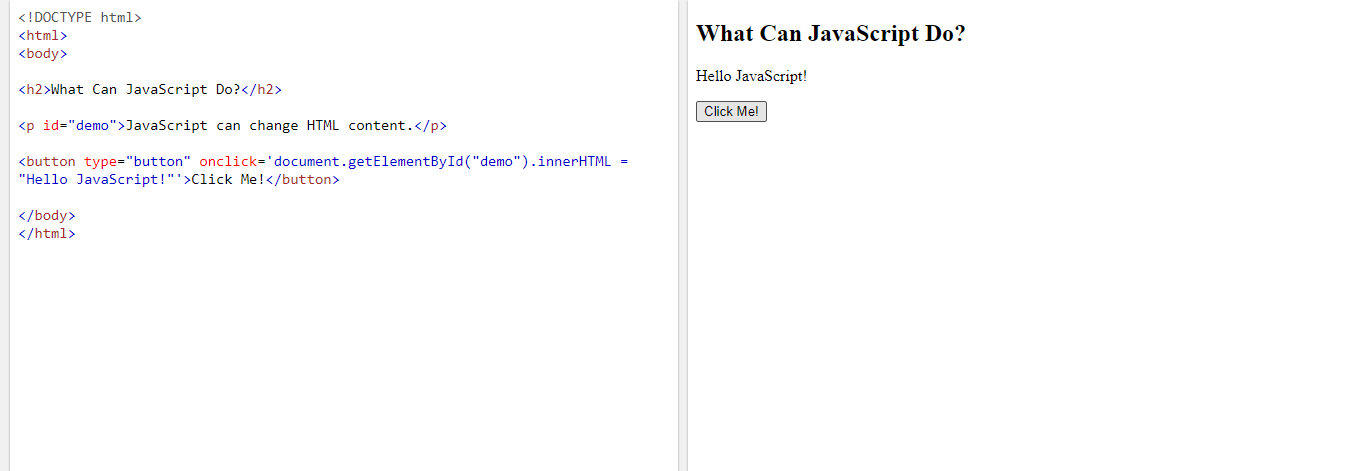 <!DOCTYPE html>
<html>
<body>
<h2>What Can JavaScript Do?</h2>
<p id="demo">JavaScript can change HTML content.</p>
<button type="button" onclick='document.getElementById("demo").innerHTML =
"Hello JavaScript!"'>Click Me!</button>
</body>
</html>
What Can JavaScript Do?
Hello JavaScript!
Click Me!